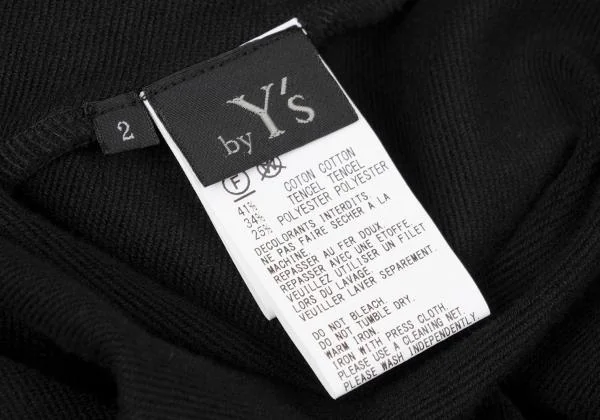 2
by Y's
F
41% COTON COTTON
34% TENCEL TENCEL
25% POLYESTER POLYESTER
DECOLORANTS INTERDITS.
NE PAS FAIRE SECHER À LA
MACHINE.
REPASSER AU FER DOUX.
REPASSER AVEC UNE ETOFFE.
VEUILLEZ UTILISER UN FILET
LORS DU LAVAGE.
VEUILLER LAVER SEPAREMENT.
DO NOT BLEACH.
DO NOT TUMBLE DRY.
WARM IRON.
IRON WITH PRESS CLOTH.
PLEASE USE A CLEANING NET.
PLEASE WASH INDEPENDENTLY.